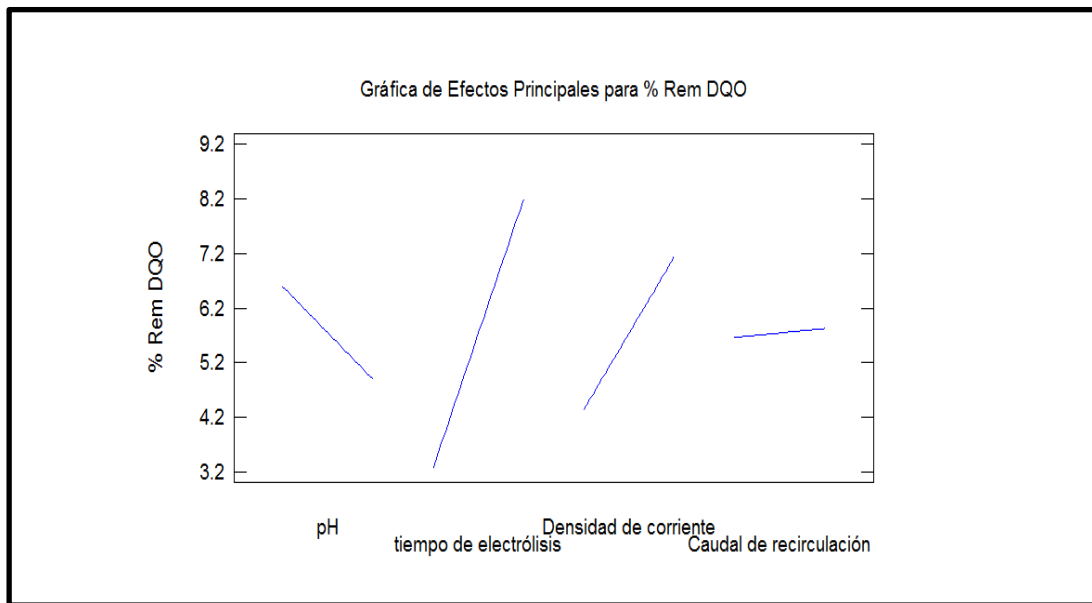 Gráfica de Efectos Principales para % Rem DQO
9.2
8.2
7.2
6.2
5.2
4.2
3.2
% Rem DQO
pH
tiempo de electrólisis
Densidad de corriente
Caudal de recirculación